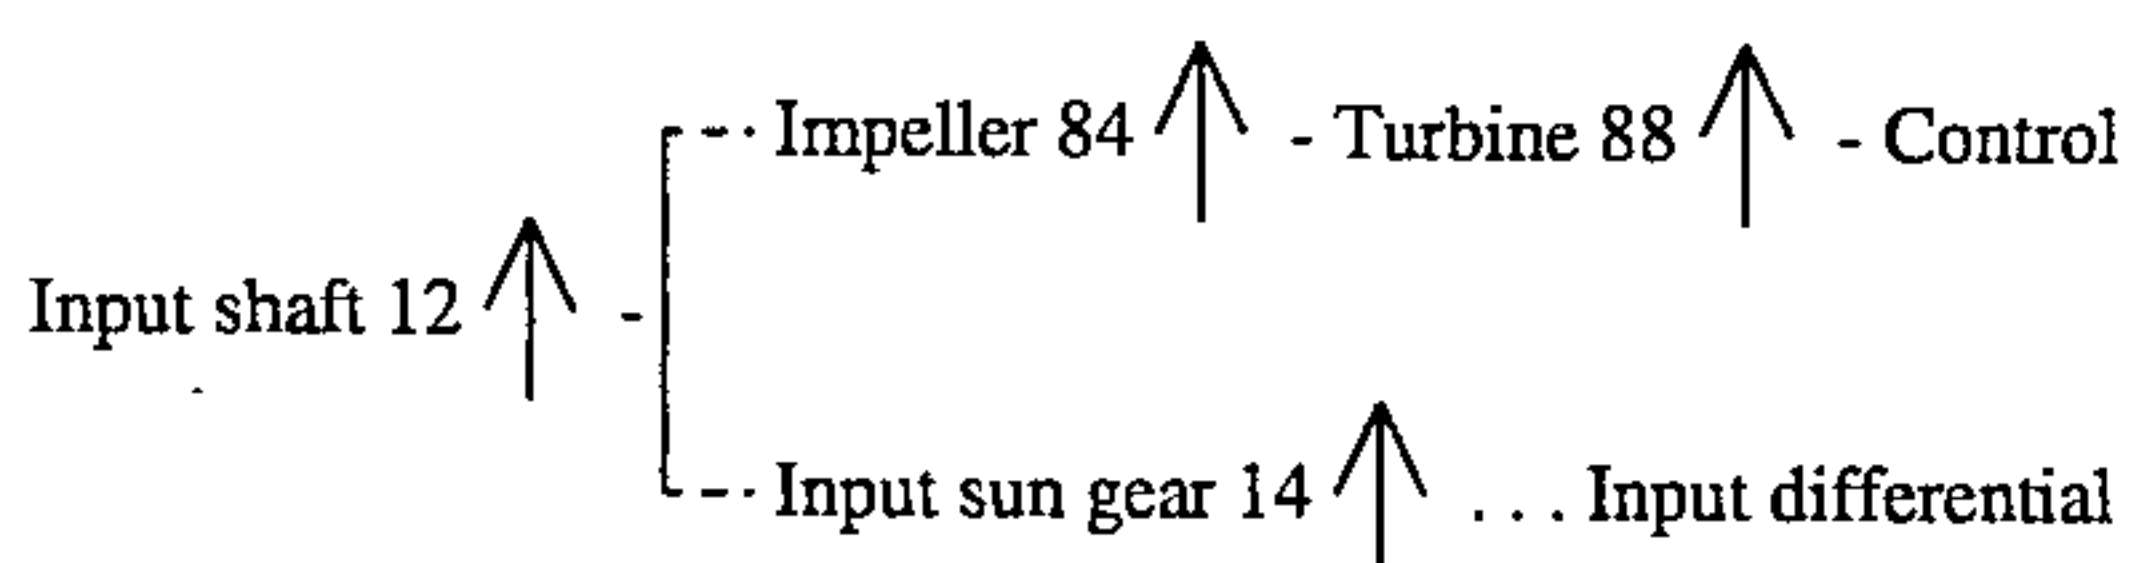 Impeller 84 ↑ - Turbine 88 ↑ - Control
Input shaft 12 ↑ -
Input sun gear 14 ↑ ... Input differential